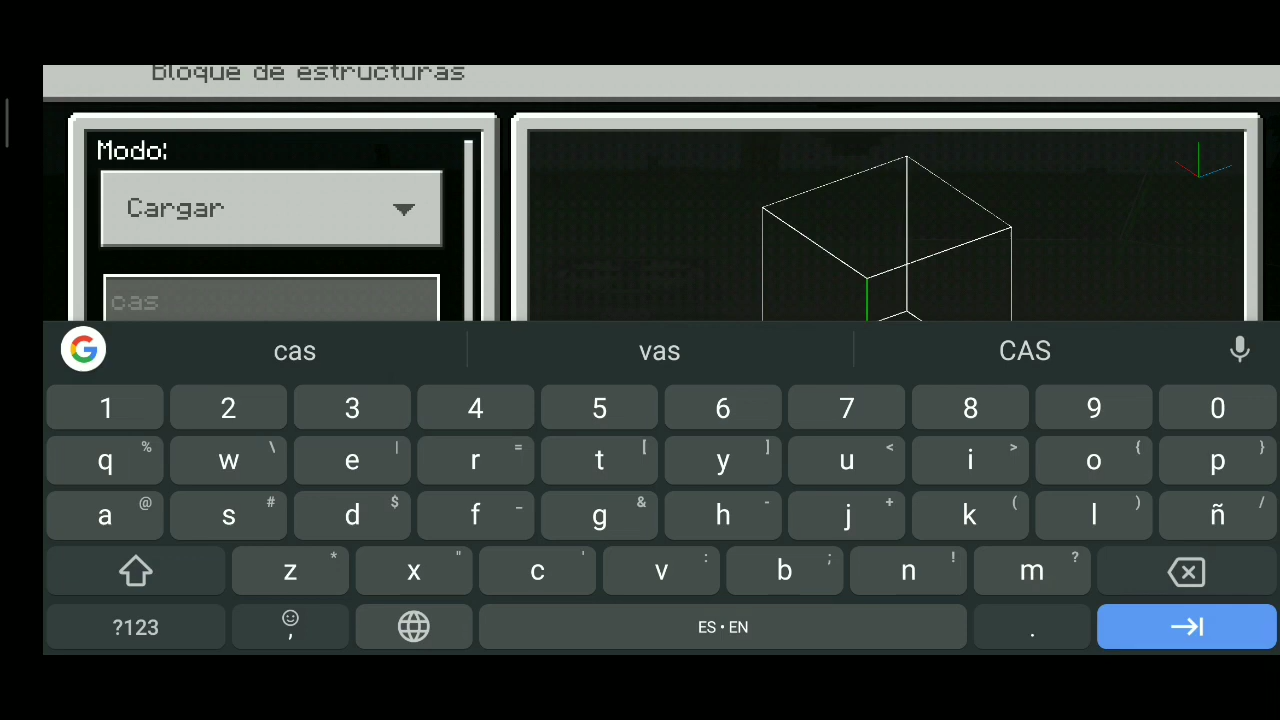 Bloque de estructuras
Modo:
Cargar
cas
cas vas CAS
1 2 3 4 5 6 7 8 9 0
q % w \ e | r = t [ y ] u < i > o { p }
a @ s # d $ f _ g & h - j + k ( l ) ñ /
z * x " c ' v : b ; n ! m ?
?123 , ES • EN .